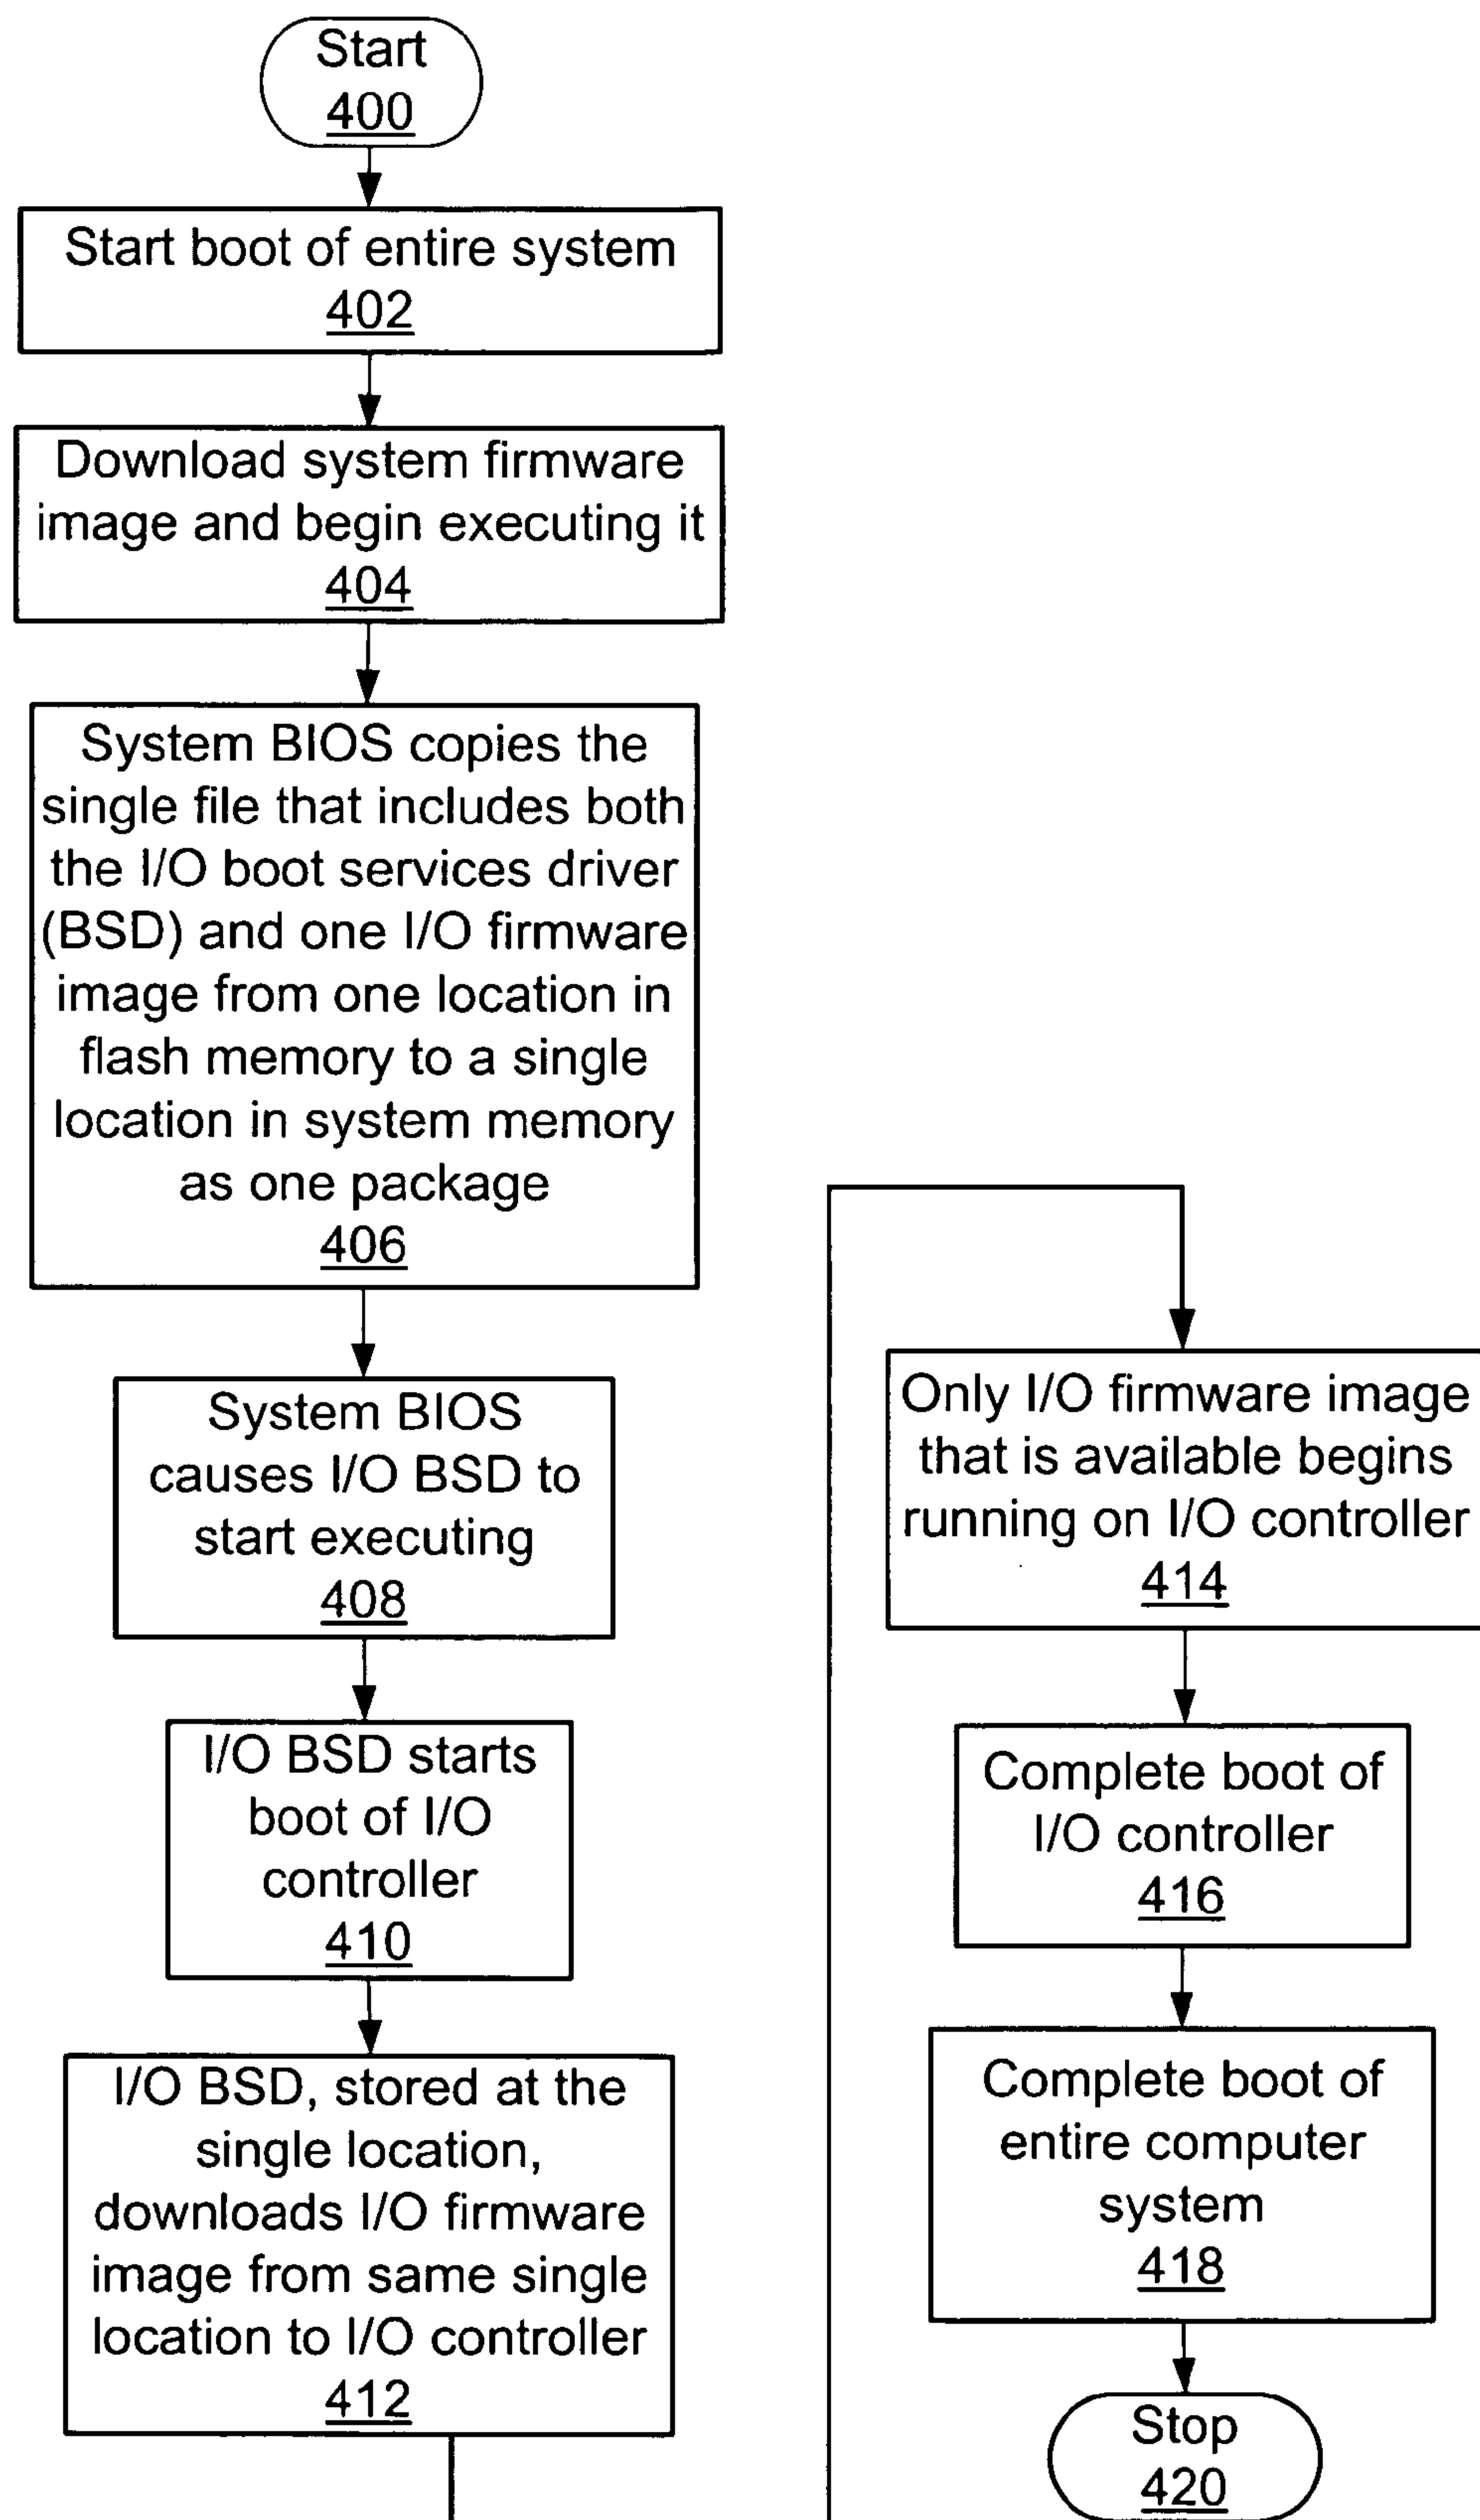 Start
400
Start boot of entire system
402
Download system firmware
image and begin executing it
404
System BIOS copies the
single file that includes both
the I/O boot services driver
(BSD) and one I/O firmware
image from one location in
flash memory to a single
location in system memory
as one package
406
System BIOS
causes I/O BSD to
start executing
408
I/O BSD starts
boot of I/O
controller
410
I/O BSD, stored at the
single location,
downloads I/O firmware
image from same single
location to I/O controller
412
Only I/O firmware image
that is available begins
running on I/O controller
414
Complete boot of
I/O controller
416
Complete boot of
entire computer
system
418
Stop
420